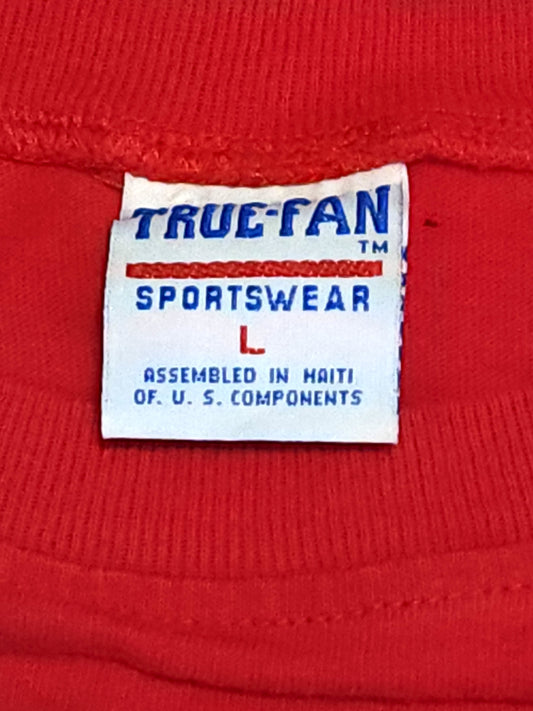 TRUE-FAN
TM
SPORTSWEAR
L
ASSEMBLED IN HAITI
OF. U. S. COMPONENTS